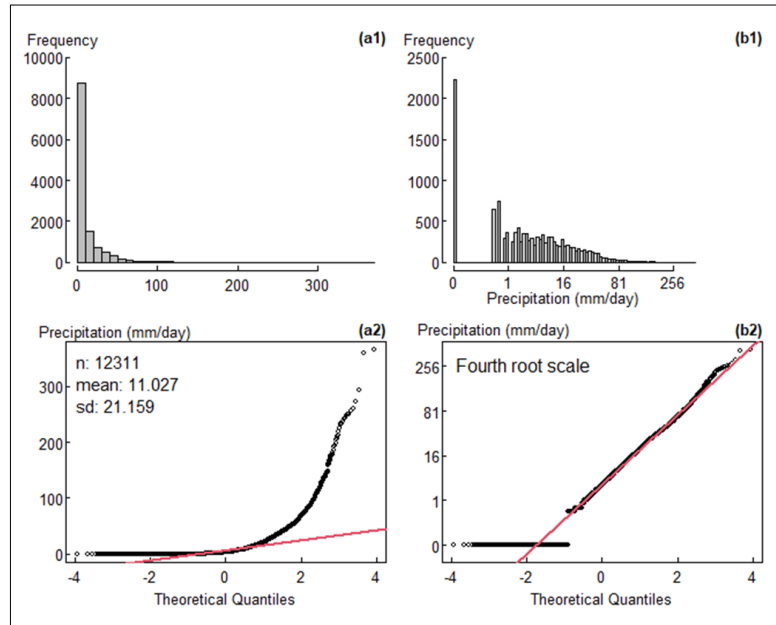 Frequency (a1)
10000
8000
6000
4000
2000
0
0 100 200 300
Frequency (b1)
2500
2000
1500
1000
500
0
0 1 16 81 256
Precipitation (mm/day)
Precipitation (mm/day) (a2)
n: 12311
mean: 11.027
sd: 21.159
300
200
100
0
-4 -2 0 2 4
Theoretical Quantiles
Precipitation (mm/day) (b2)
Fourth root scale
256
81
16
1
0
-4 -2 0 2 4
Theoretical Quantiles